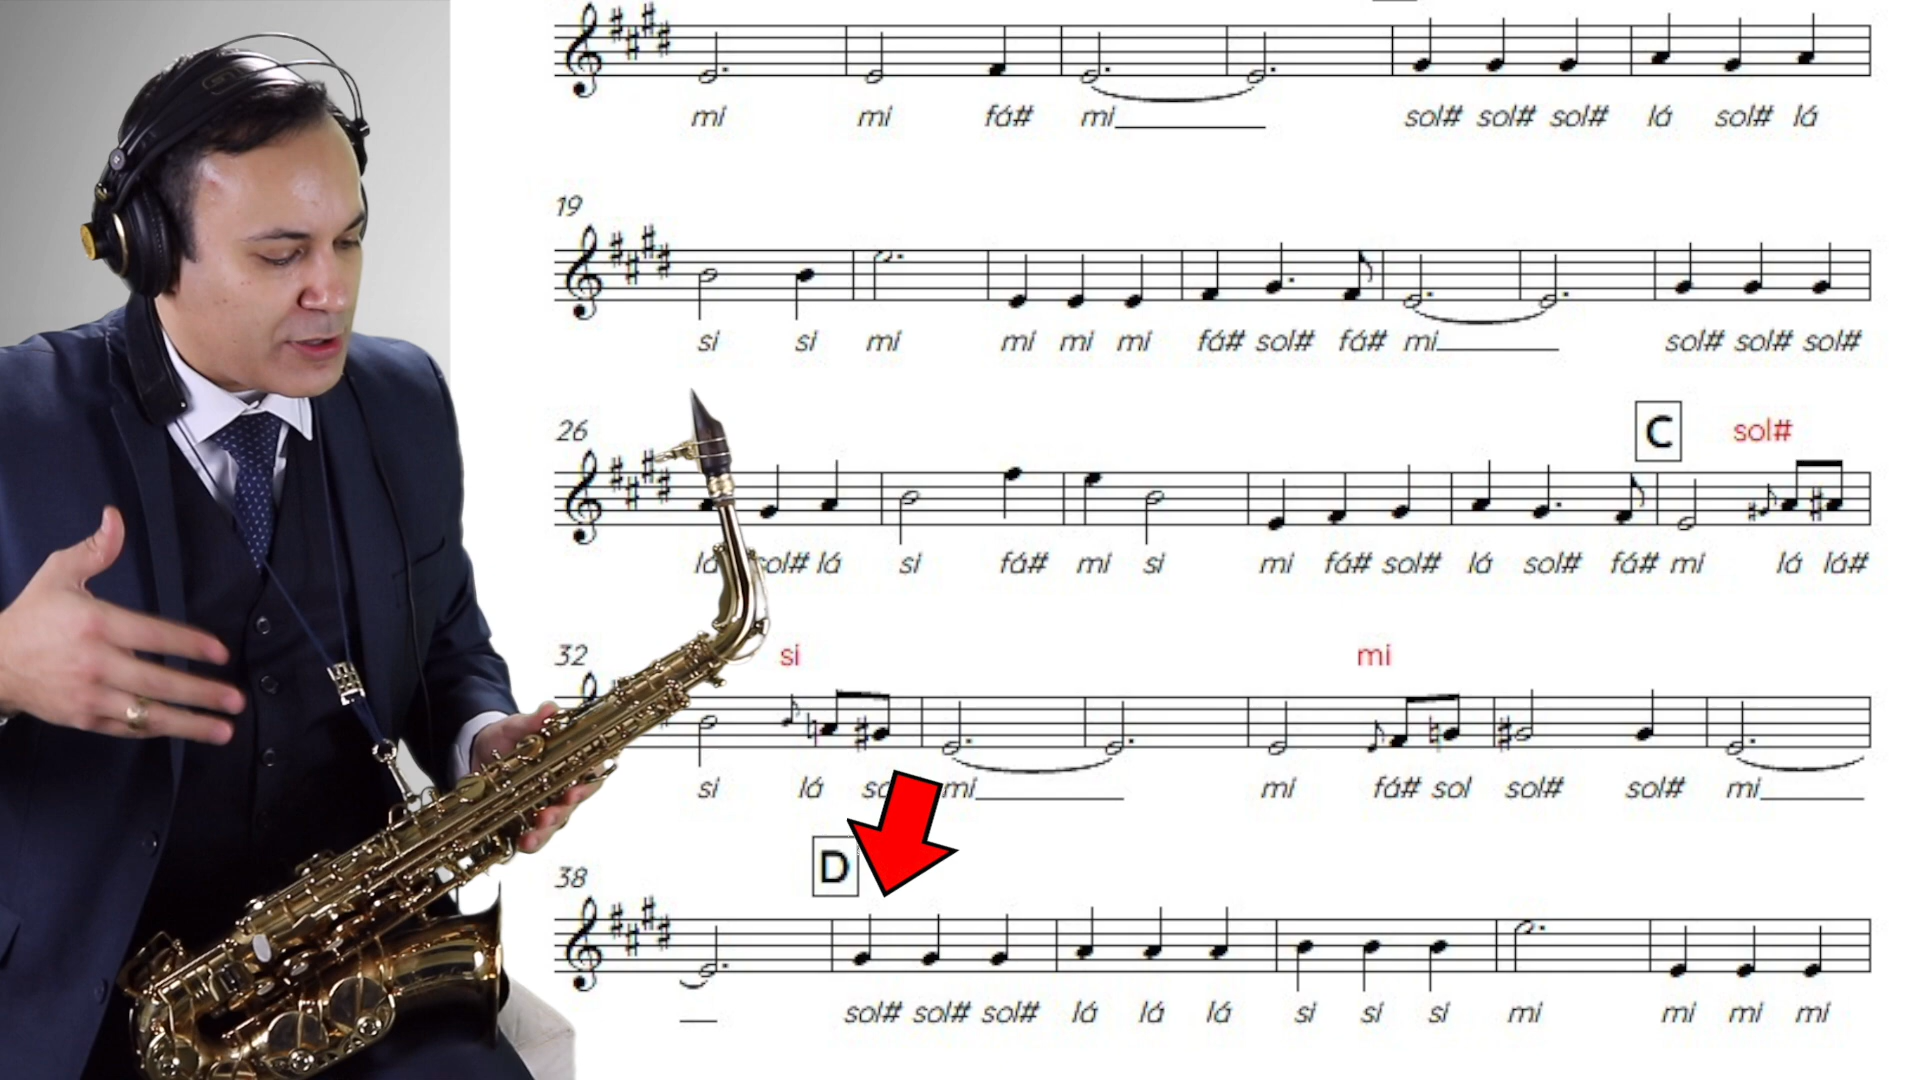 mi mi fá# mi sol# sol# sol# lá sol# lá
19
si si mi mi mi mi fá# sol# fá# mi sol# sol# sol#
26 C sol#
lá sol# lá si fá# mi si mi fá# sol# lá sol# fá# mi lá lá#
32 si mi
si lá mi mi fá# sol sol# sol# mi
D
38
sol# sol# sol# lá lá lá si si si mi mi mi mi